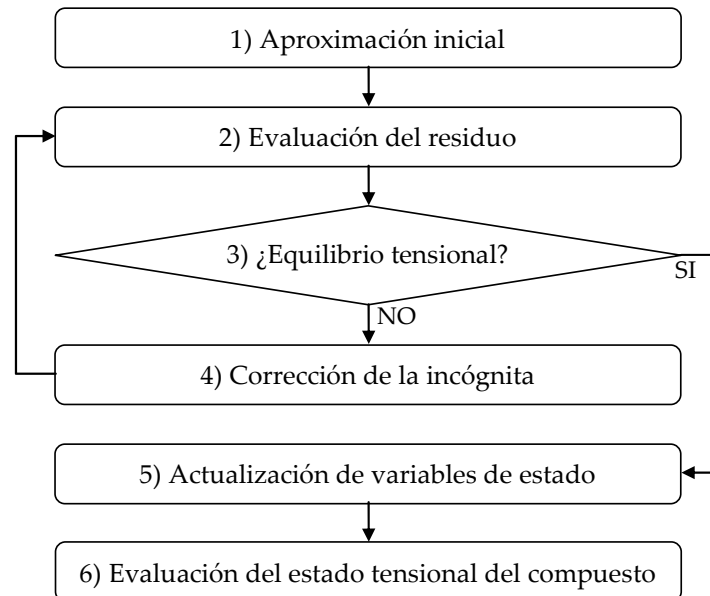 1) Aproximación inicial
2) Evaluación del residuo
3) ¿Equilibrio tensional?
SI
NO
4) Corrección de la incógnita
5) Actualización de variables de estado
6) Evaluación del estado tensional del compuesto